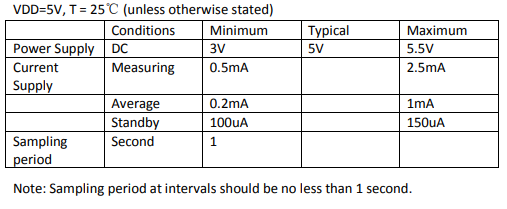 VDD=5V, T = 25℃ (unless otherwise stated)
Conditions Minimum Typical Maximum
Power Supply DC 3V 5V 5.5V
Current Supply Measuring 0.5mA 2.5mA
Average 0.2mA 1mA
Standby 100uA 150uA
Sampling period Second 1
Note: Sampling period at intervals should be no less than 1 second.